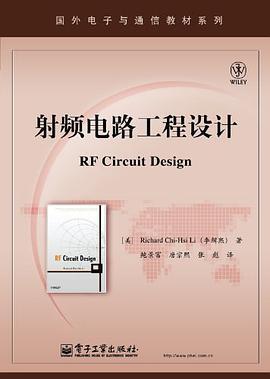 国外电子与通信教材系列
WILEY
射频电路工程设计
RF Circuit Design
[美] Richard Chi-Hsi Li（李缉熙） 著
鲍景富 唐宗熙 张彪 译
RF Circuit Design
电子工业出版社
Publishing House of Electronics Industry
http://www.phei.com.cn